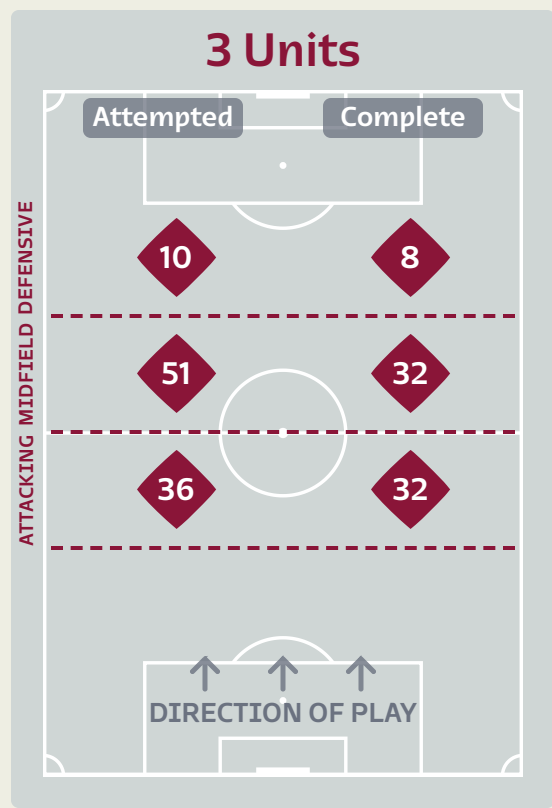 3 Units
Attempted Complete
10 8
51 32
36 32
ATTACKING MIDFIELD DEFENSIVE
DIRECTION OF PLAY